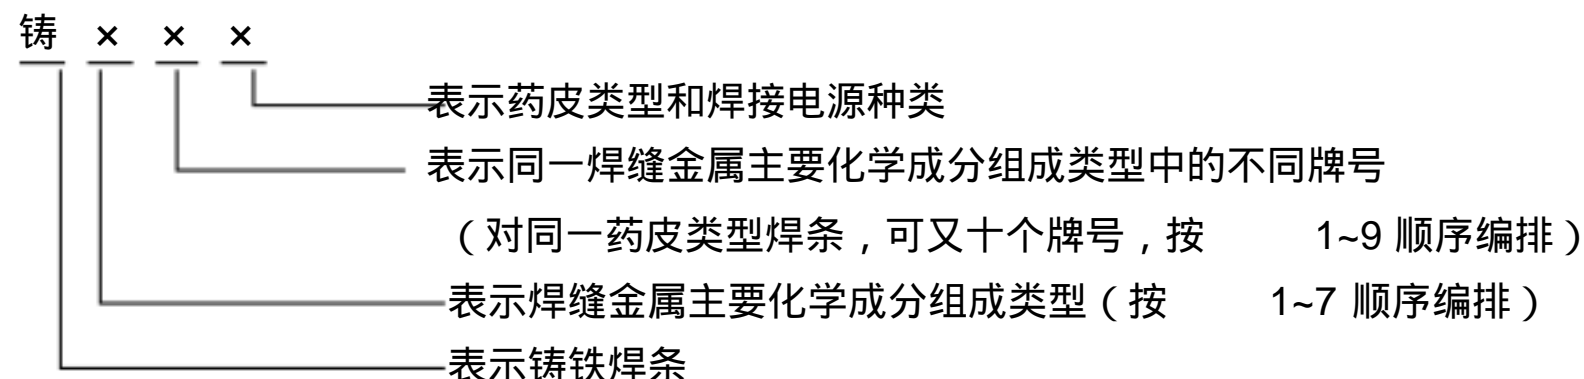 铸 × × ×
表示药皮类型和焊接电源种类
表示同一焊缝金属主要化学成分组成类型中的不同牌号
（对同一药皮类型焊条，可又十个牌号，按 1~9 顺序编排）
表示焊缝金属主要化学成分组成类型（按 1~7 顺序编排）
表示铸铁焊条